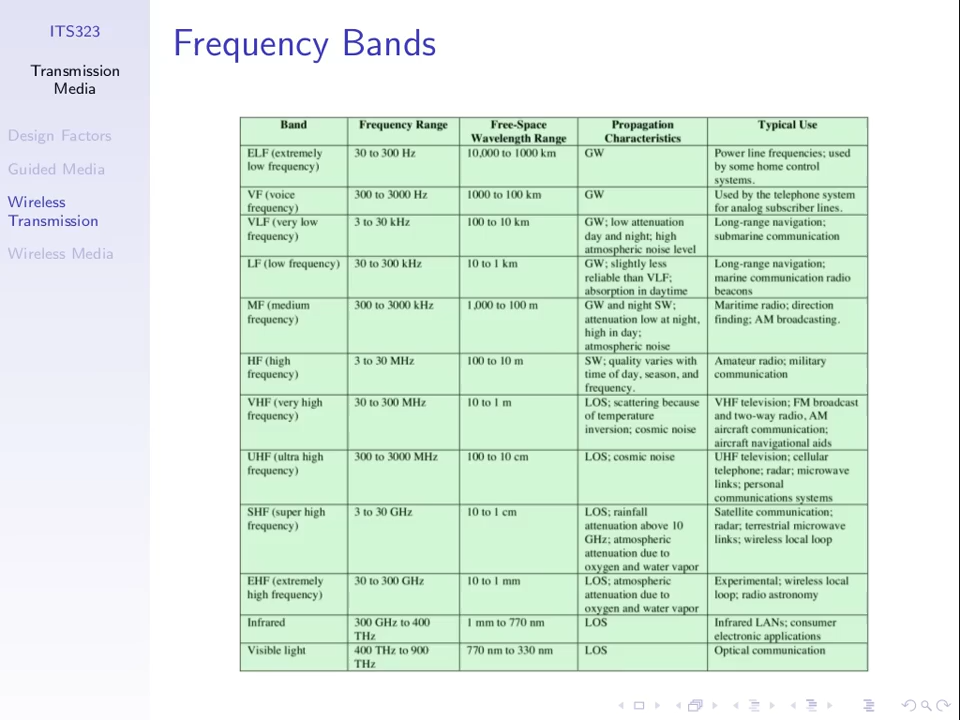 ITS323
Transmission
Media
Design Factors
Guided Media
Wireless
Transmission
Wireless Media
Frequency Bands
Band Frequency Range Free-Space Wavelength Range Propagation Characteristics Typical Use
ELF (extremely low frequency) 30 to 300 Hz 10,000 to 1000 km GW Power line frequencies; used by some home control systems.
VF (voice frequency) 300 to 3000 Hz 1000 to 100 km GW Used by the telephone system for analog subscriber lines.
VLF (very low frequency) 3 to 30 kHz 100 to 10 km GW; low attenuation day and night; high atmospheric noise level Long-range navigation; submarine communication
LF (low frequency) 30 to 300 kHz 10 to 1 km GW; slightly less reliable than VLF; absorption in daytime Long-range navigation; marine communication radio beacons
MF (medium frequency) 300 to 3000 kHz 1,000 to 100 m GW and night SW; attenuation low at night, high in day; atmospheric noise Maritime radio; direction finding; AM broadcasting.
HF (high frequency) 3 to 30 MHz 100 to 10 m SW; quality varies with time of day, season, and frequency. Amateur radio; military communication
VHF (very high frequency) 30 to 300 MHz 10 to 1 m LOS; scattering because of temperature inversion; cosmic noise VHF television; FM broadcast and two-way radio, AM aircraft communication; aircraft navigational aids
UHF (ultra high frequency) 300 to 3000 MHz 100 to 10 cm LOS; cosmic noise UHF television; cellular telephone; radar; microwave links; personal communications systems
SHF (super high frequency) 3 to 30 GHz 10 to 1 cm LOS; rainfall attenuation above 10 GHz; atmospheric attenuation due to oxygen and water vapor Satellite communication; radar; terrestrial microwave links; wireless local loop
EHF (extremely high frequency) 30 to 300 GHz 10 to 1 mm LOS; atmospheric attenuation due to oxygen and water vapor Experimental; wireless local loop; radio astronomy
Infrared 300 GHz to 400 THz 1 mm to 770 nm LOS Infrared LANs; consumer electronic applications
Visible light 400 THz to 900 THz 770 nm to 330 nm LOS Optical communication